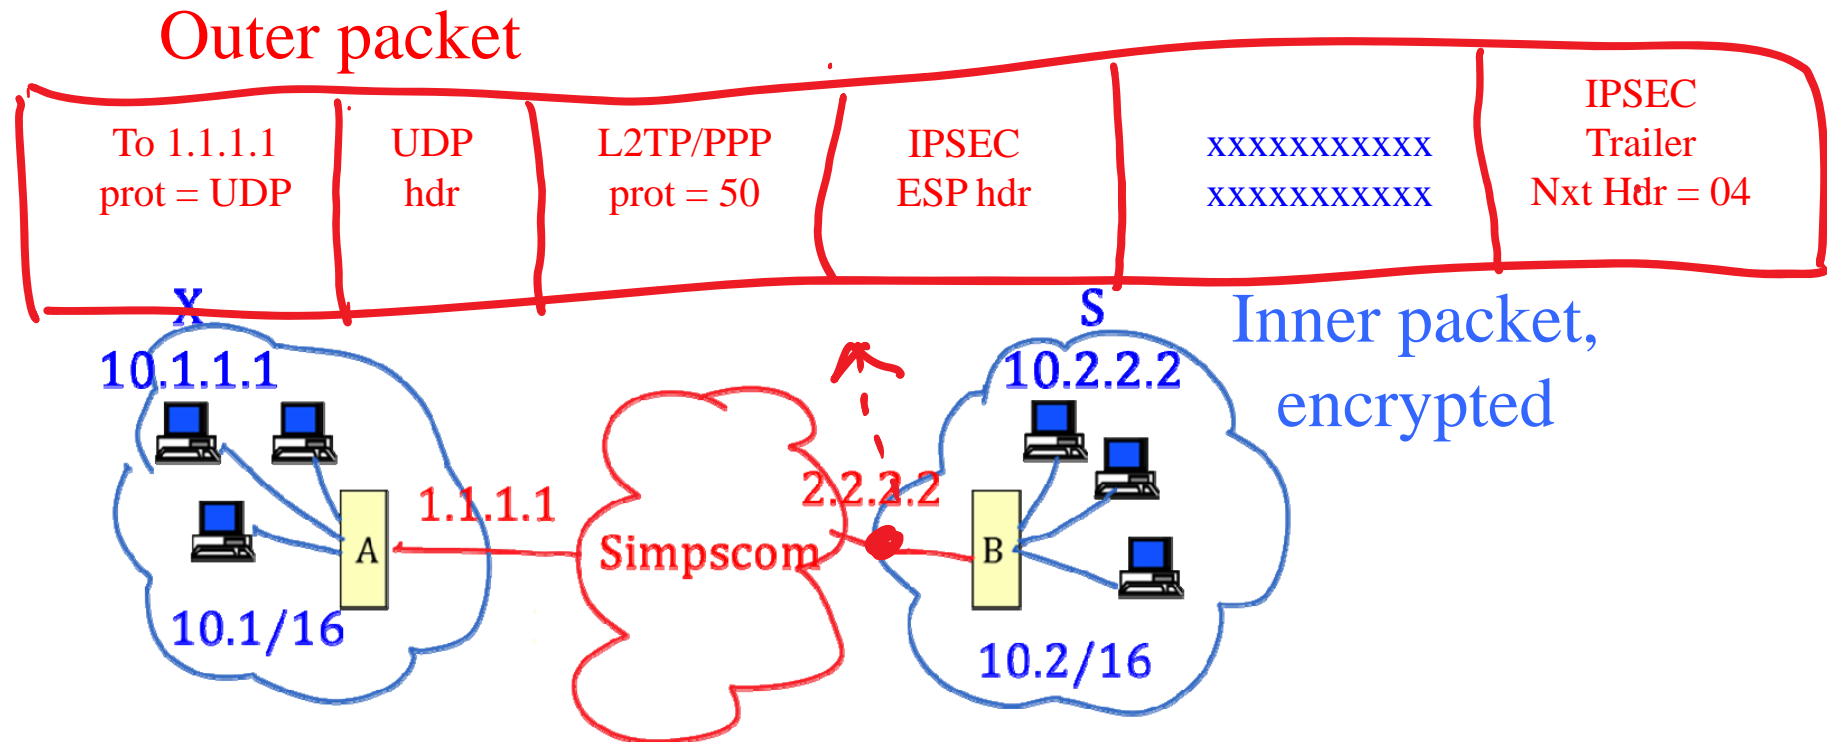 Outer packet
To 1.1.1.1
prot = UDP
UDP
hdr
L2TP/PPP
prot = 50
IPSEC
ESP hdr
xxxxxxxxxxx
xxxxxxxxxxx
IPSEC
Trailer
Nxt Hdr = 04
X
10.1.1.1
S
10.2.2.2
Inner packet,
encrypted
1.1.1.1
2.2.2.2
A
Simpscom
B
10.1/16
10.2/16